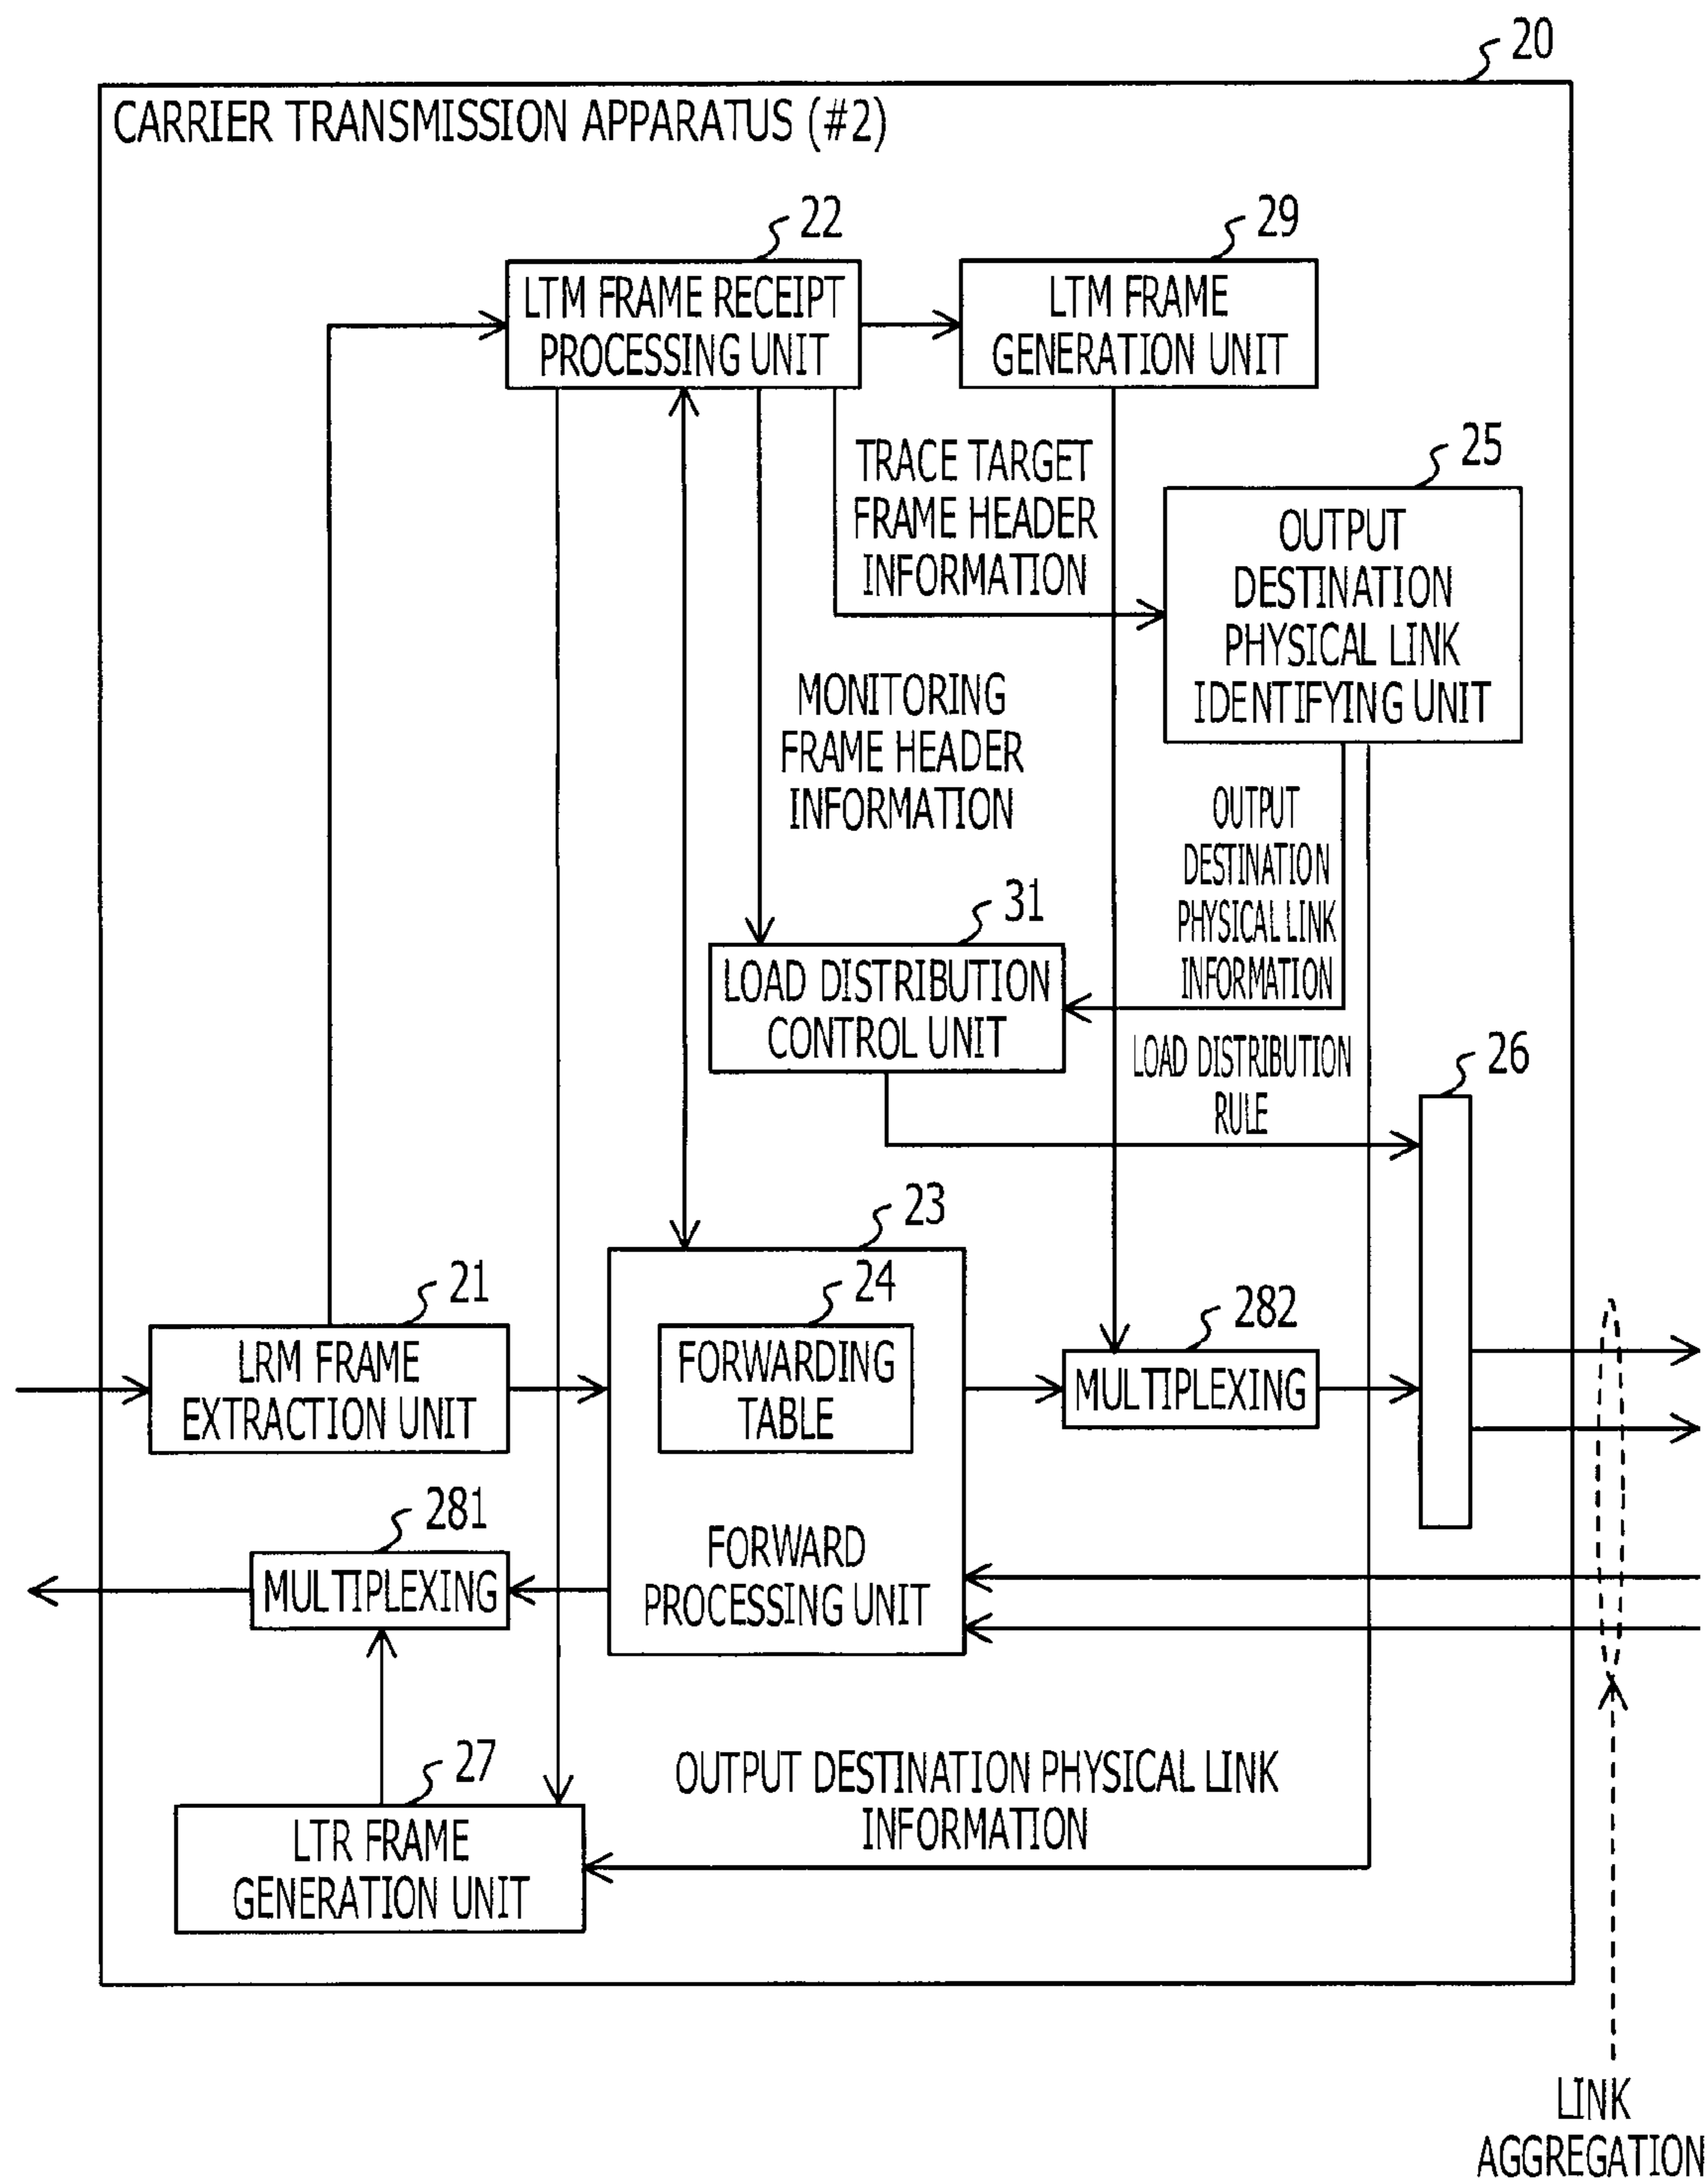 20
CARRIER TRANSMISSION APPARATUS (#2)
22
LTM FRAME RECEIPT
PROCESSING UNIT
29
LTM FRAME
GENERATION UNIT
TRACE TARGET
FRAME HEADER
INFORMATION
25
OUTPUT
DESTINATION
PHYSICAL LINK
IDENTIFYING UNIT
MONITORING
FRAME HEADER
INFORMATION
OUTPUT
DESTINATION
PHYSICAL LINK
INFORMATION
31
LOAD DISTRIBUTION
CONTROL UNIT
LOAD DISTRIBUTION
RULE
26
23
24
FORWARDING
TABLE
FORWARD
PROCESSING UNIT
21
LRM FRAME
EXTRACTION UNIT
282
MULTIPLEXING
281
MULTIPLEXING
27
LTR FRAME
GENERATION UNIT
OUTPUT DESTINATION PHYSICAL LINK
INFORMATION
LINK
AGGREGATION